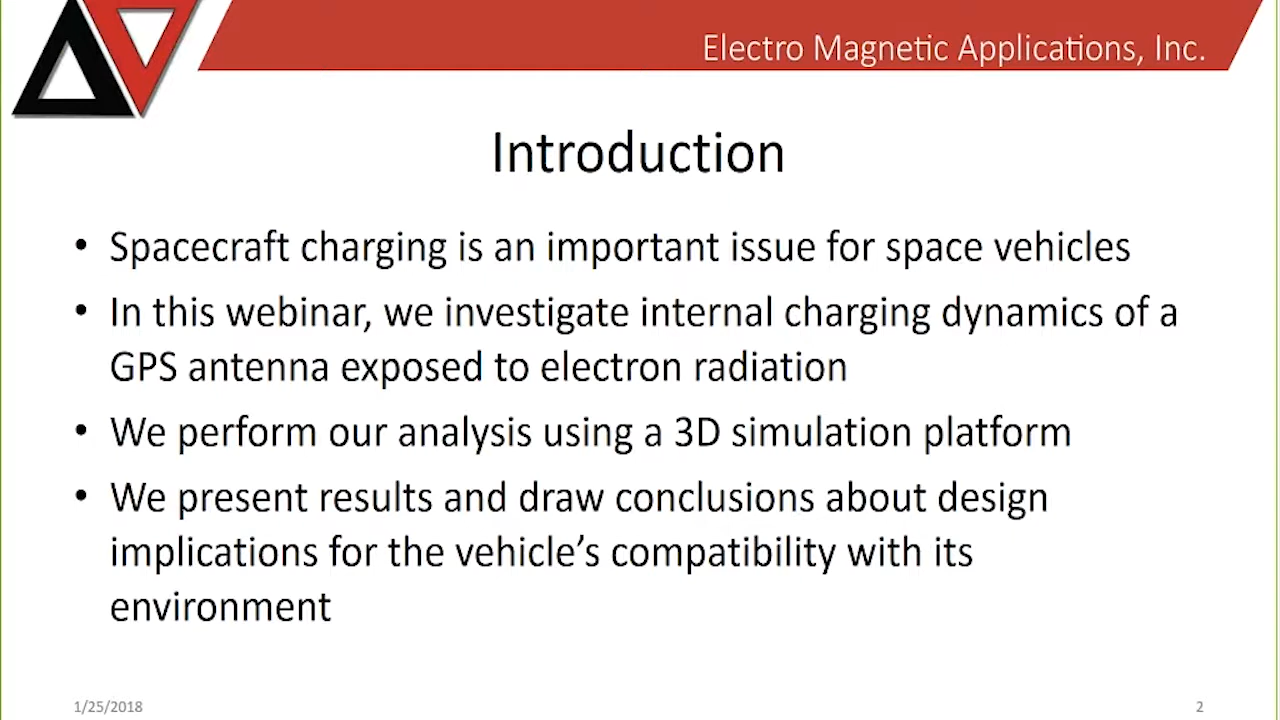 Electro Magnetic Applications, Inc.
Introduction
• Spacecraft charging is an important issue for space vehicles
• In this webinar, we investigate internal charging dynamics of a
GPS antenna exposed to electron radiation
• We perform our analysis using a 3D simulation platform
• We present results and draw conclusions about design
implications for the vehicle’s compatibility with its
environment
1/25/2018
2